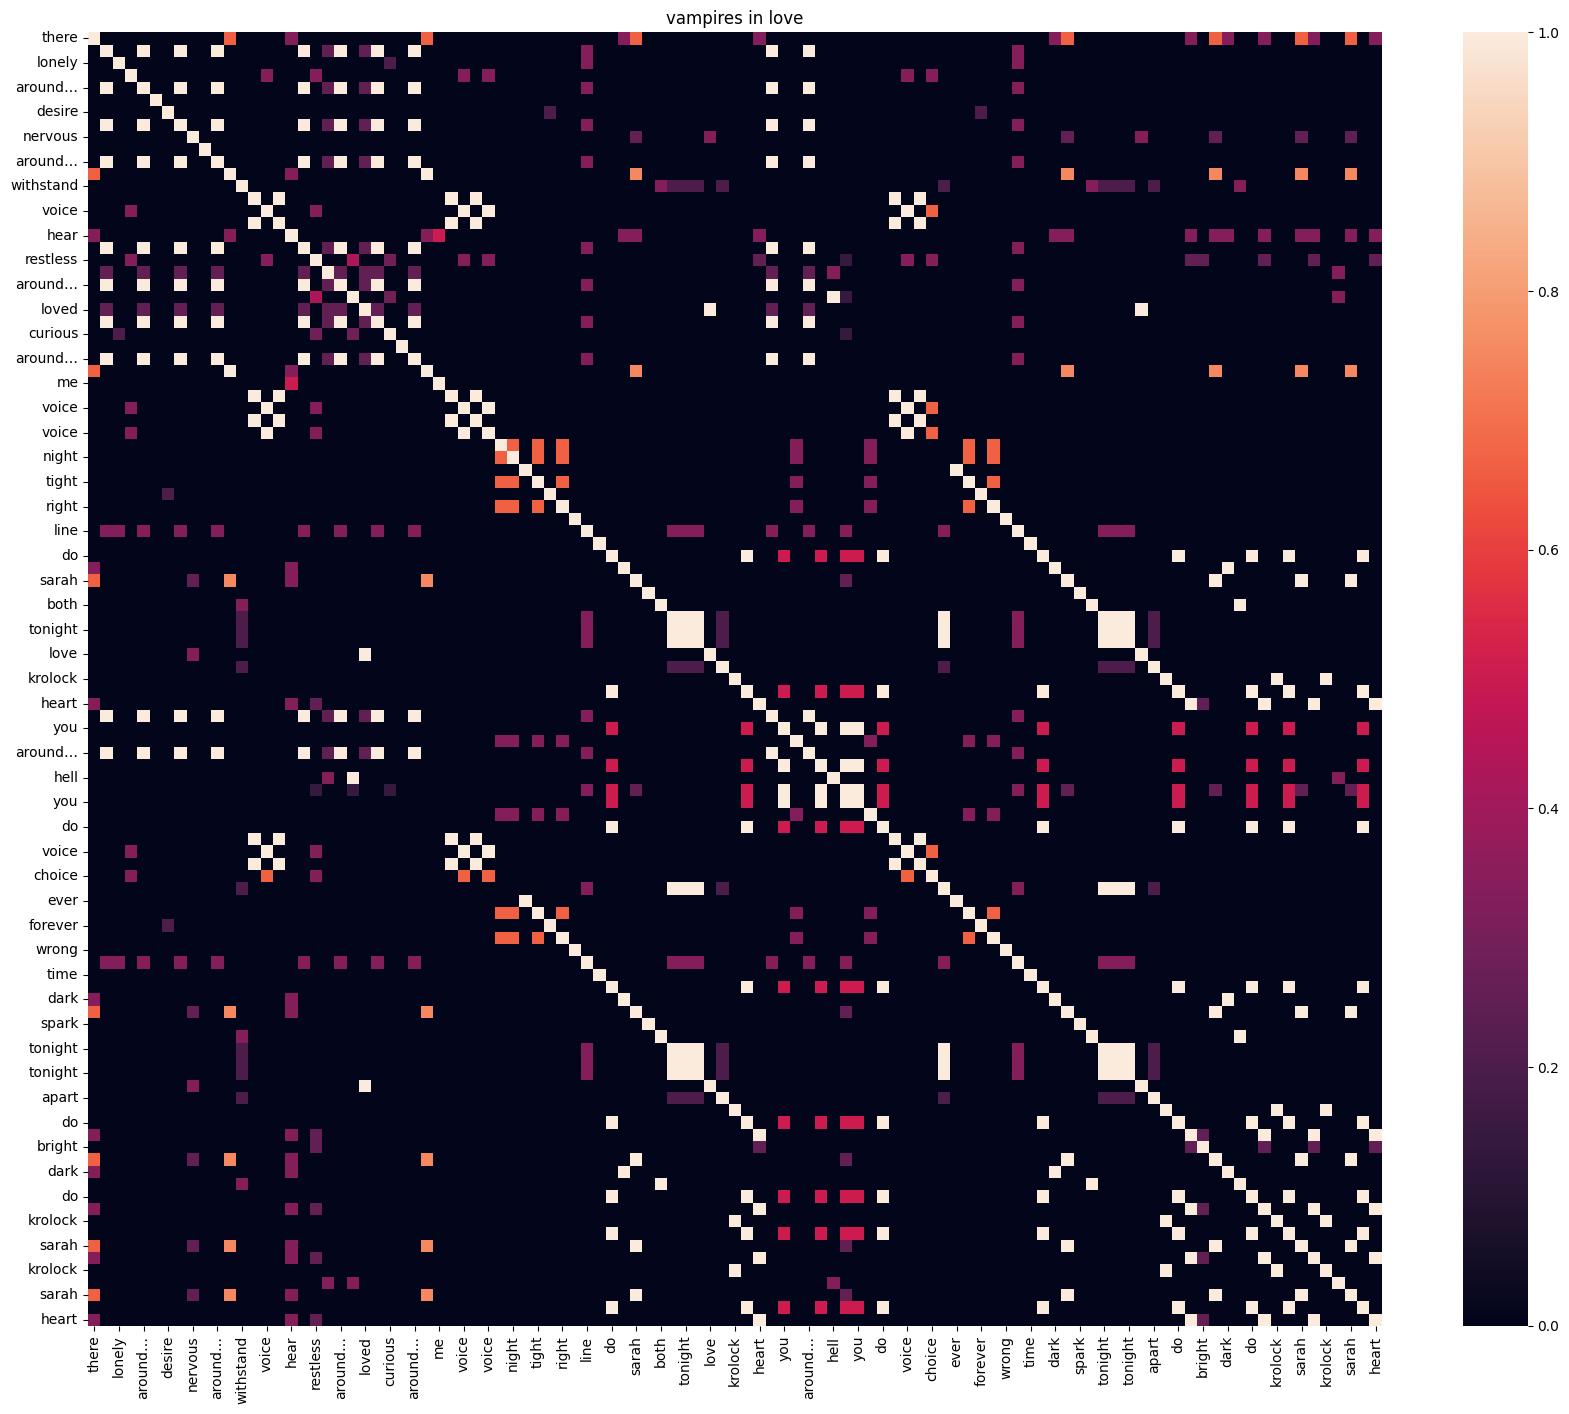 vampires in love
there
lonely
around...
desire
nervous
around...
withstand
voice
hear
restless
around...
loved
curious
around...
me
voice
voice
night
tight
right
line
do
sarah
both
tonight
love
krolock
heart
you
around...
hell
you
do
voice
choice
ever
forever
wrong
time
dark
spark
tonight
tonight
apart
do
bright
dark
do
krolock
sarah
krolock
sarah
heart
there
lonely
around...
desire
nervous
around...
withstand
voice
hear
restless
around...
loved
curious
around...
me
voice
voice
night
tight
right
line
do
sarah
both
tonight
love
krolock
heart
you
around...
hell
you
do
voice
choice
ever
forever
wrong
time
dark
spark
tonight
tonight
apart
do
bright
dark
do
krolock
sarah
krolock
sarah
heart
1.0
0.8
0.6
0.4
0.2
0.0